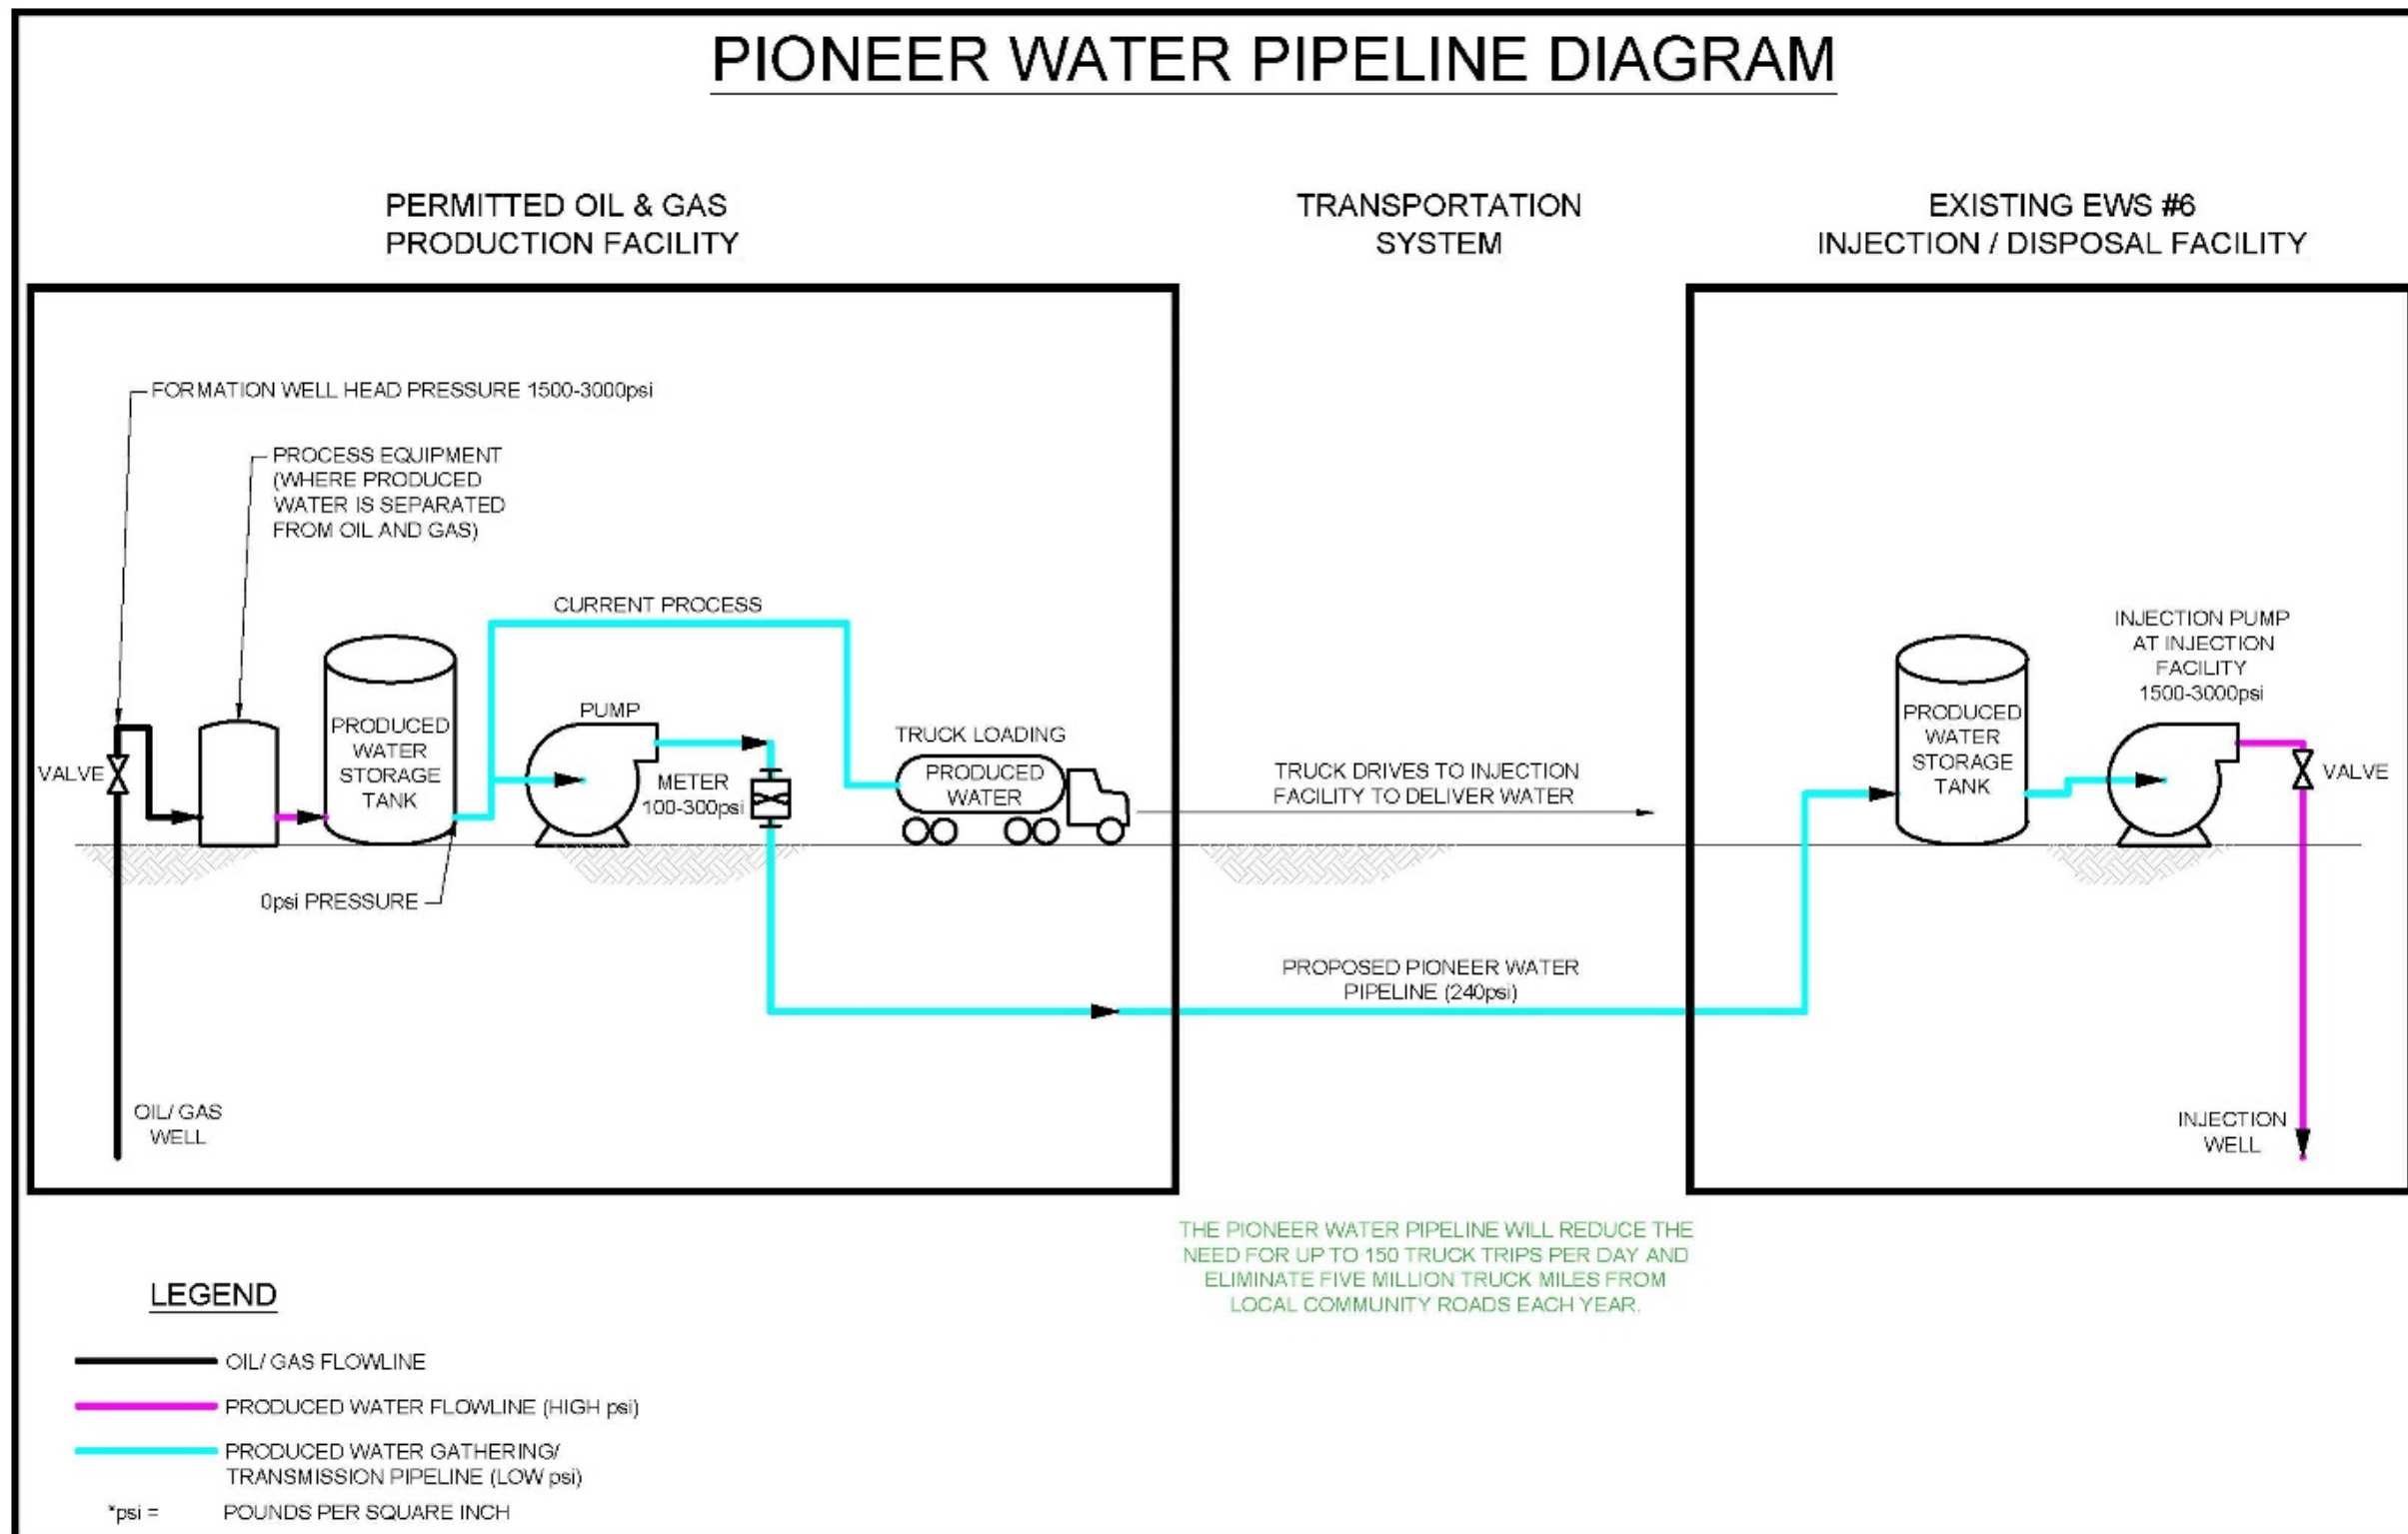 PIONEER WATER PIPELINE DIAGRAM
PERMITTED OIL & GAS
PRODUCTION FACILITY
TRANSPORTATION
SYSTEM
EXISTING EWS #6
INJECTION / DISPOSAL FACILITY
FORMATION WELL HEAD PRESSURE 1500-3000psi
PROCESS EQUIPMENT
(WHERE PRODUCED
WATER IS SEPARATED
FROM OIL AND GAS)
CURRENT PROCESS
VALVE
PRODUCED
WATER
STORAGE
TANK
PUMP
METER
100-300psi
TRUCK LOADING
PRODUCED
WATER
0psi PRESSURE
OIL/ GAS
WELL
TRUCK DRIVES TO INJECTION
FACILITY TO DELIVER WATER
PROPOSED PIONEER WATER
PIPELINE (240psi)
PRODUCED
WATER
STORAGE
TANK
INJECTION PUMP
AT INJECTION
FACILITY
1500-3000psi
VALVE
INJECTION
WELL
THE PIONEER WATER PIPELINE WILL REDUCE THE
NEED FOR UP TO 150 TRUCK TRIPS PER DAY AND
ELIMINATE FIVE MILLION TRUCK MILES FROM
LOCAL COMMUNITY ROADS EACH YEAR.
LEGEND
OIL/ GAS FLOWLINE
PRODUCED WATER FLOWLINE (HIGH psi)
PRODUCED WATER GATHERING/
TRANSMISSION PIPELINE (LOW psi)
*psi = POUNDS PER SQUARE INCH